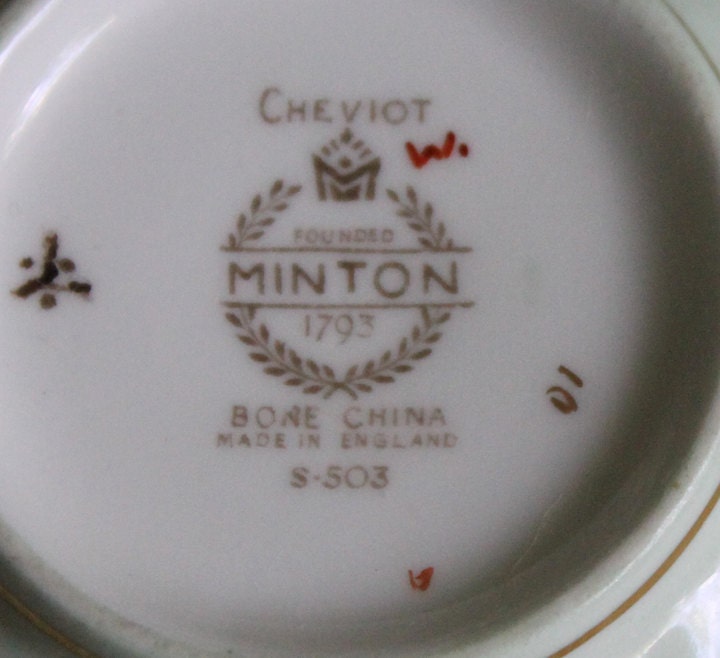 CHEVIOT
W.
FOUNDED
MINTON
1793
BONE CHINA
MADE IN ENGLAND
S-503